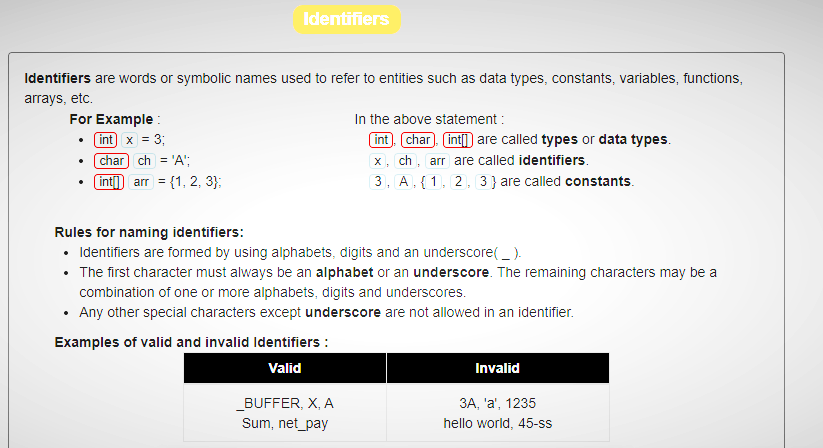 Identifiers
Identifiers are words or symbolic names used to refer to entities such as data types, constants, variables, functions,
arrays, etc.
For Example :
• int x = 3;
• char ch = 'A';
• int[] arr = {1, 2, 3};
In the above statement :
int, char, int[] are called types or data types.
x, ch, arr are called identifiers.
3, A, { 1, 2, 3 } are called constants.
Rules for naming identifiers:
• Identifiers are formed by using alphabets, digits and an underscore( _ ).
• The first character must always be an alphabet or an underscore. The remaining characters may be a
combination of one or more alphabets, digits and underscores.
• Any other special characters except underscore are not allowed in an identifier.
Examples of valid and invalid Identifiers :
Valid Invalid
_BUFFER, X, A 3A, 'a', 1235
Sum, net_pay hello world, 45-ss